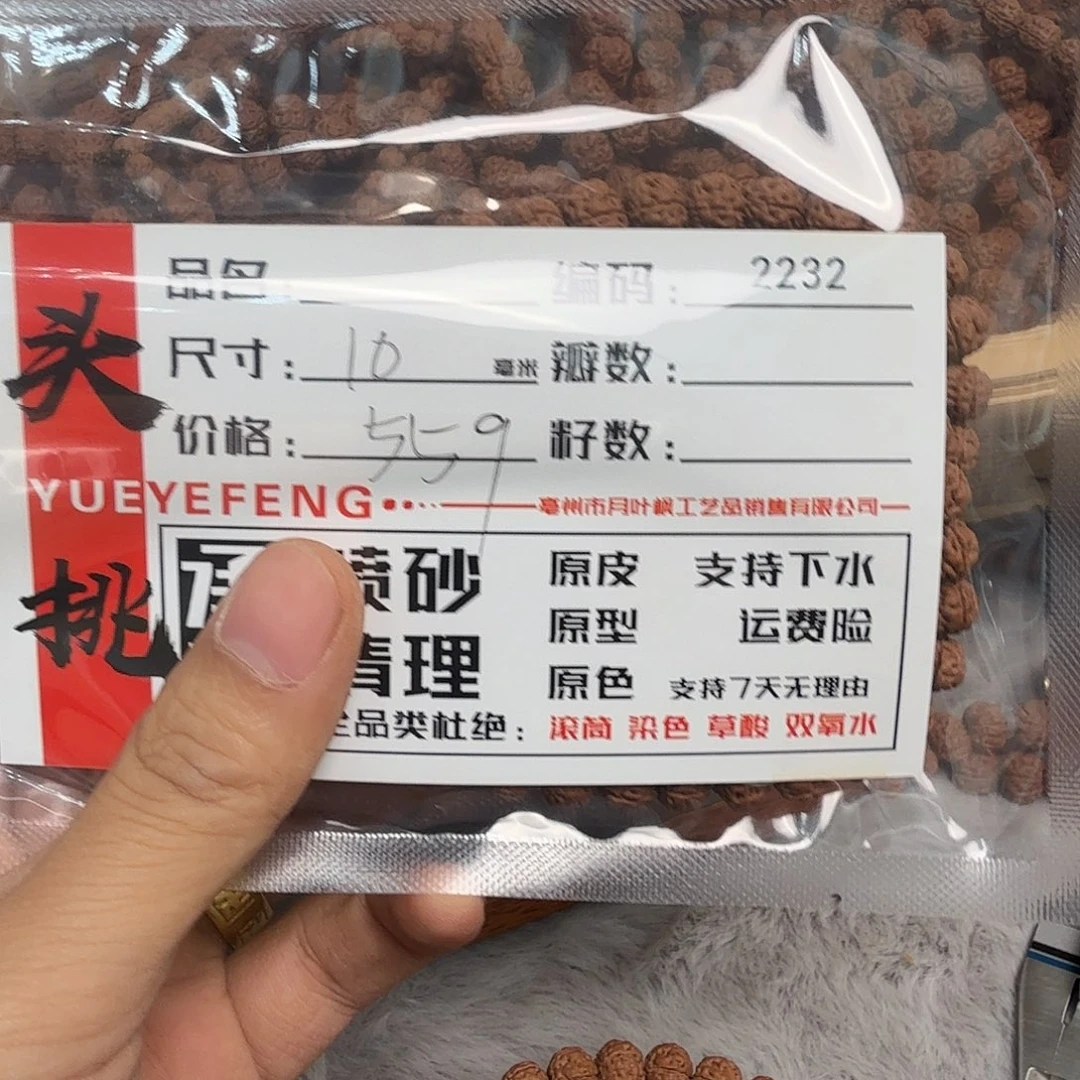 头挑
品名: 编码: 2232
尺寸: 10 毫米 瓣数:
价格: 559 籽数:
YUEYEFENG
亳州市月叶枫工艺品销售有限公司
喷砂
清理
原皮 支持下水
原型 运费险
原色 支持7天无理由
全品类杜绝: 滚筒 染色 草酸 双氧水